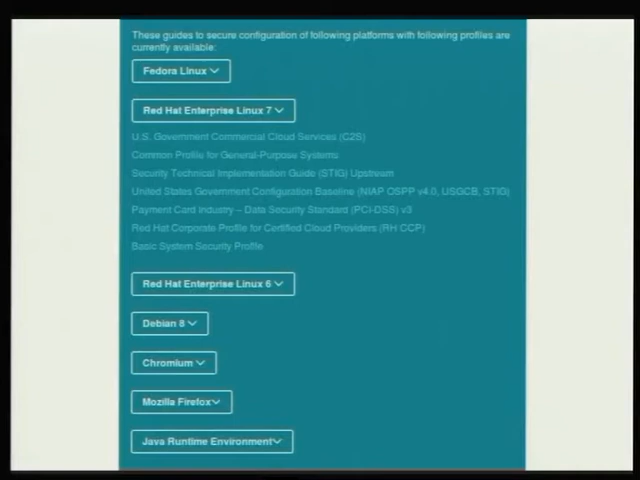 These guides to secure configuration of following platforms with following profiles are
currently available:
Fedora Linux
Red Hat Enterprise Linux 7
U.S. Government Commercial Cloud Services (C2S)
Common Profile for General-Purpose Systems
Security Technical Implementation Guide (STIG) Upstream
United States Government Configuration Baseline (NIAP OSPP v4.0, USGCB, STIG)
Payment Card Industry – Data Security Standard (PCI-DSS) v3
Red Hat Corporate Profile for Certified Cloud Providers (RH CCP)
Basic System Security Profile
Red Hat Enterprise Linux 6
Debian 8
Chromium
Mozilla Firefox
Java Runtime Environment